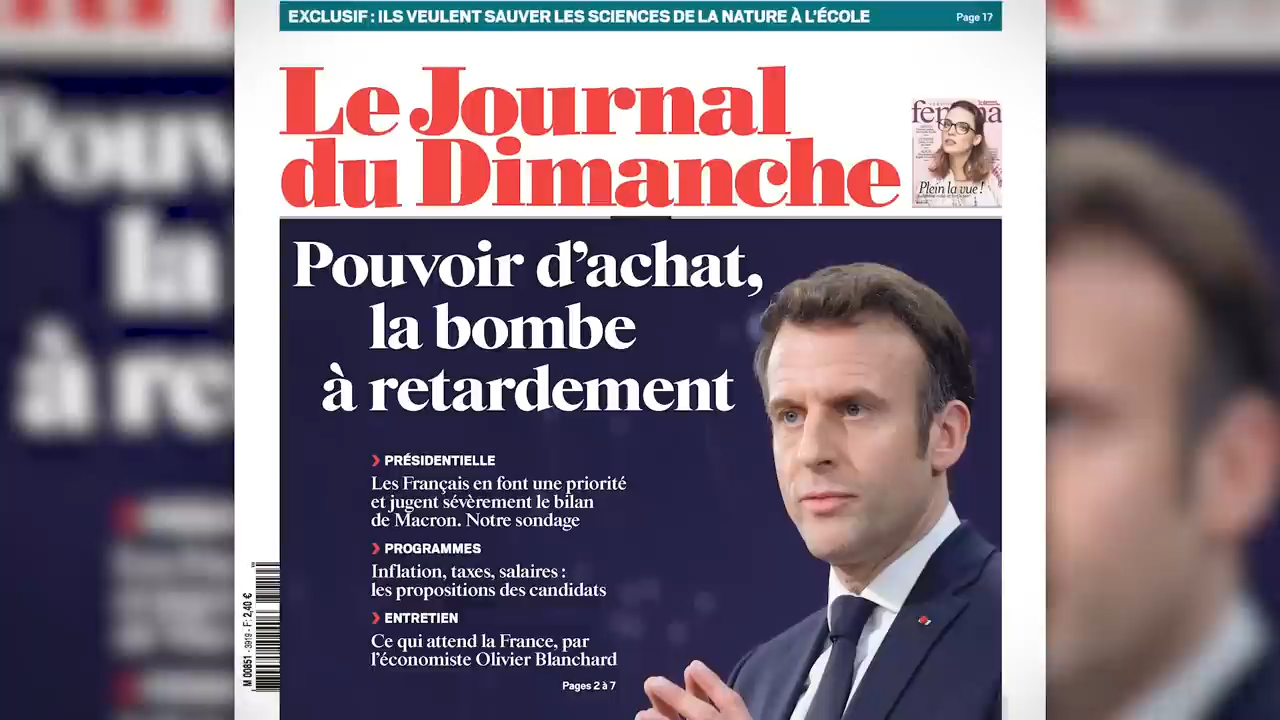 EXCLUSIF : ILS VEULENT SAUVER LES SCIENCES DE LA NATURE À L'ÉCOLE
Page 17
Le Journal
du Dimanche
Plein la vue !
Pouvoir d'achat,
la bombe
à retardement
PRÉSIDENTIELLE
Les Français en font une priorité
et jugent sévèrement le bilan
de Macron. Notre sondage
PROGRAMMES
Inflation, taxes, salaires :
les propositions des candidats
ENTRETIEN
Ce qui attend la France, par
l'économiste Olivier Blanchard
Pages 2 à 7
M 00851 - 3919 - F: 2,40 €